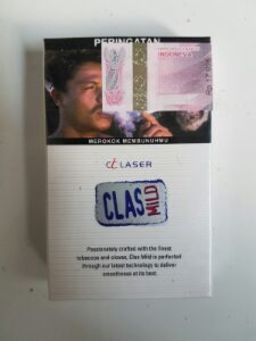 PERINGATAN
INDONESIA
MEROKOK MEMBUNUHMU
LASER
CLAS MILD
Passionately crafted with the finest
tobaccos and cloves, Clas Mild is perfected
through our latest technology to deliver
smoothness at its best.